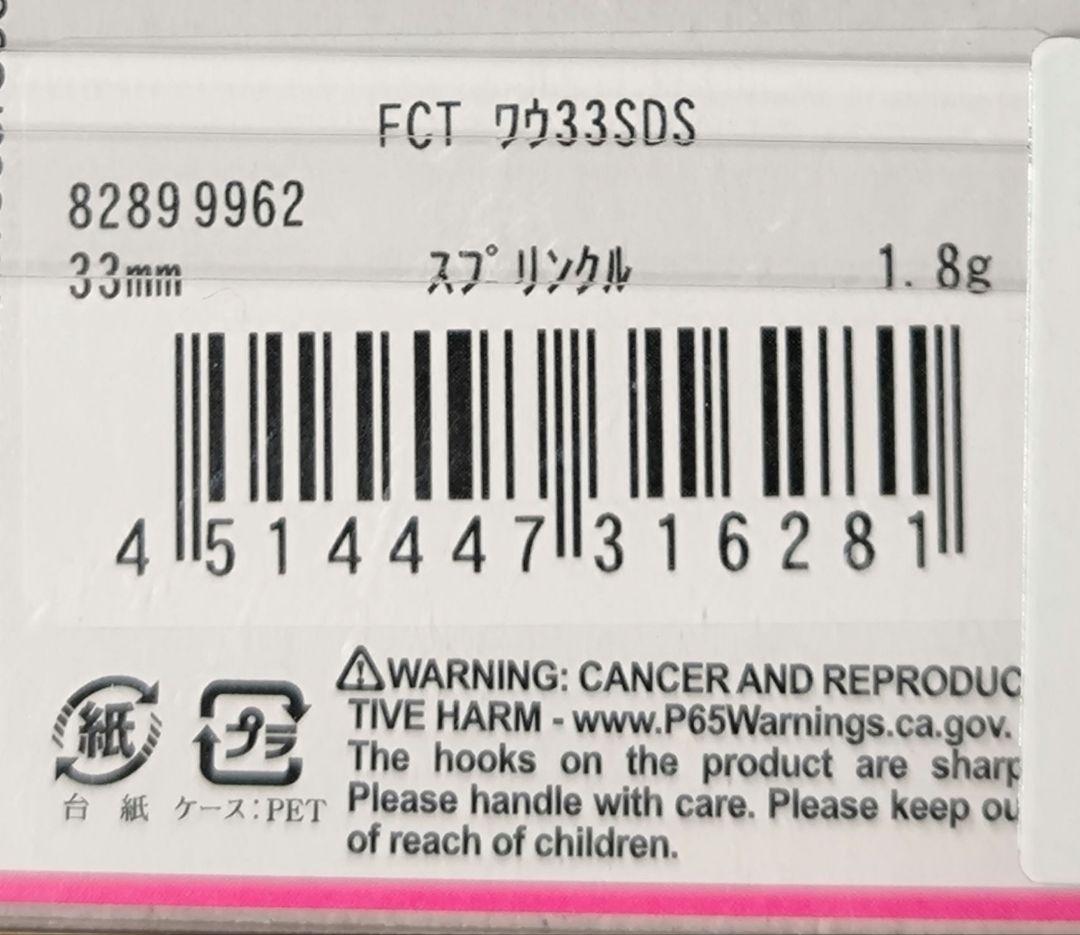 FCT ワウ33SDS
82899962
33mm スプリンクル 1.8g
4 514447 316281
紙 プラ
台紙 ケース:PET
⚠WARNING: CANCER AND REPRODUC
TIVE HARM - www.P65Warnings.ca.gov.
The hooks on the product are sharp
Please handle with care. Please keep ou
of reach of children.